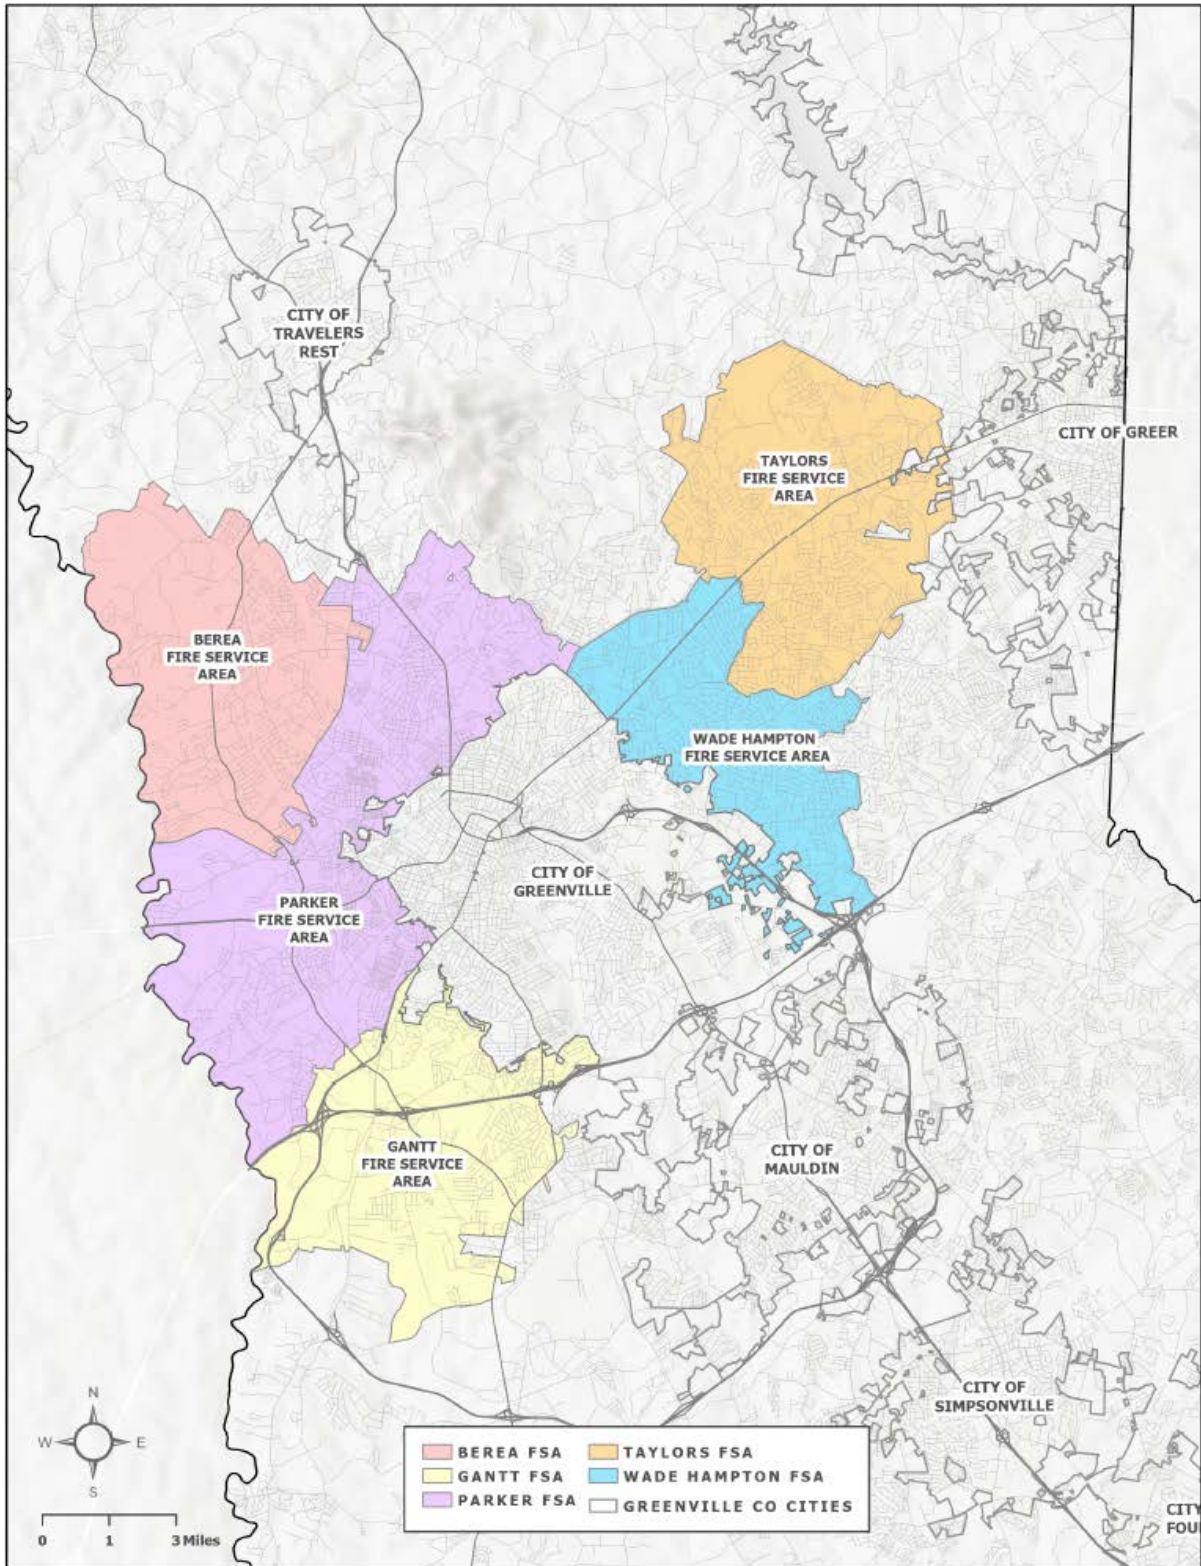 CITY OF
TRAVELERS
REST
CITY OF GREER
TAYLORS
FIRE SERVICE
AREA
BEREA
FIRE SERVICE
AREA
WADE HAMPTON
FIRE SERVICE AREA
CITY OF
GREENVILLE
PARKER
FIRE SERVICE
AREA
GANTT
FIRE SERVICE
AREA
CITY OF
MAULDIN
CITY OF
SIMPSONVILLE
CITY
FOU
N
W E
S
0 1 3 Miles
BEREA FSA
GANTT FSA
PARKER FSA
TAYLORS FSA
WADE HAMPTON FSA
GREENVILLE CO CITIES